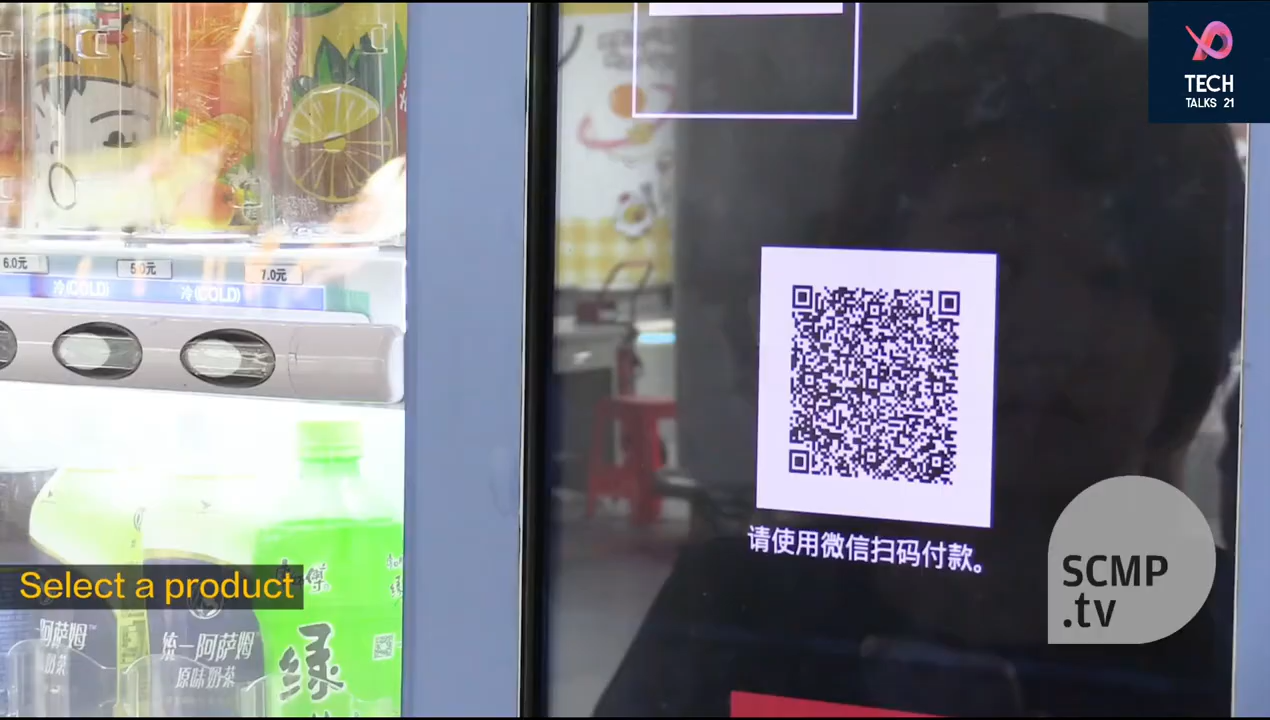 TECH
TALKS 21
6.0元
5.0元
7.0元
冷(COLD)
冷(COLD)
请使用微信扫码付款。
SCMP
.tv
Select a product
阿萨姆
奶茶
统一阿萨姆
原味奶茶
绿